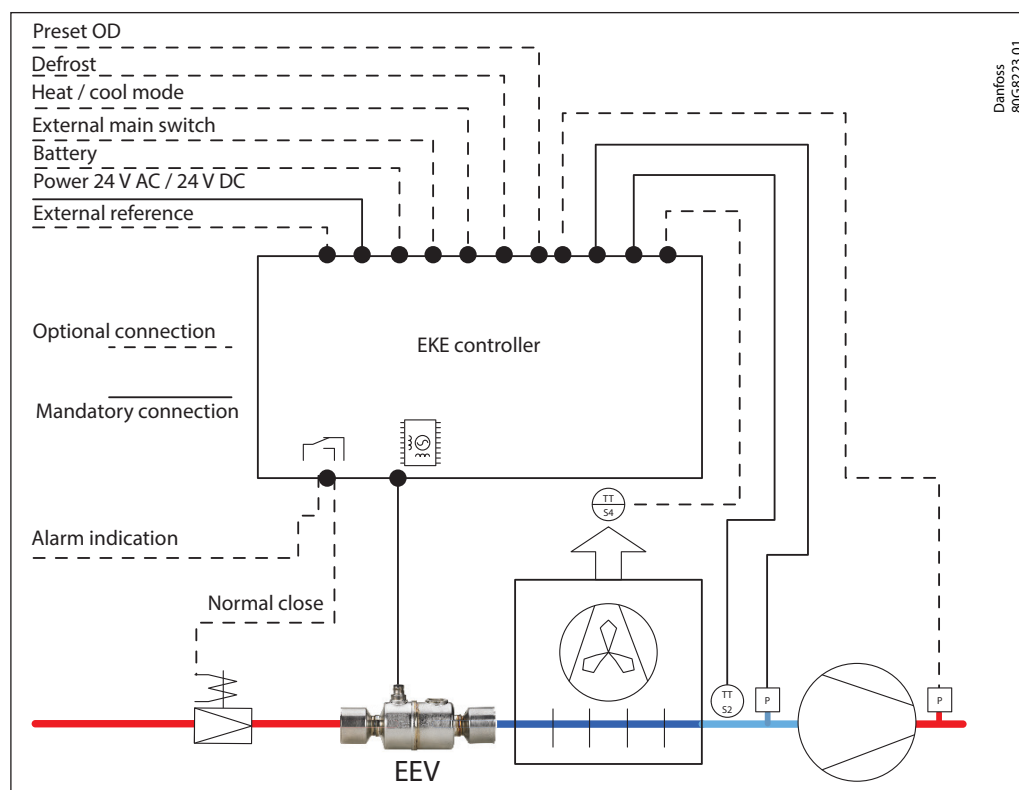 Preset OD
Defrost
Heat / cool mode
External main switch
Battery
Power 24 V AC / 24 V DC
External reference
Danfoss
80G8223.01
Optional connection
EKE controller
Mandatory connection
TT
S4
Alarm indication
Normal close
TT
S2
P
P
EEV